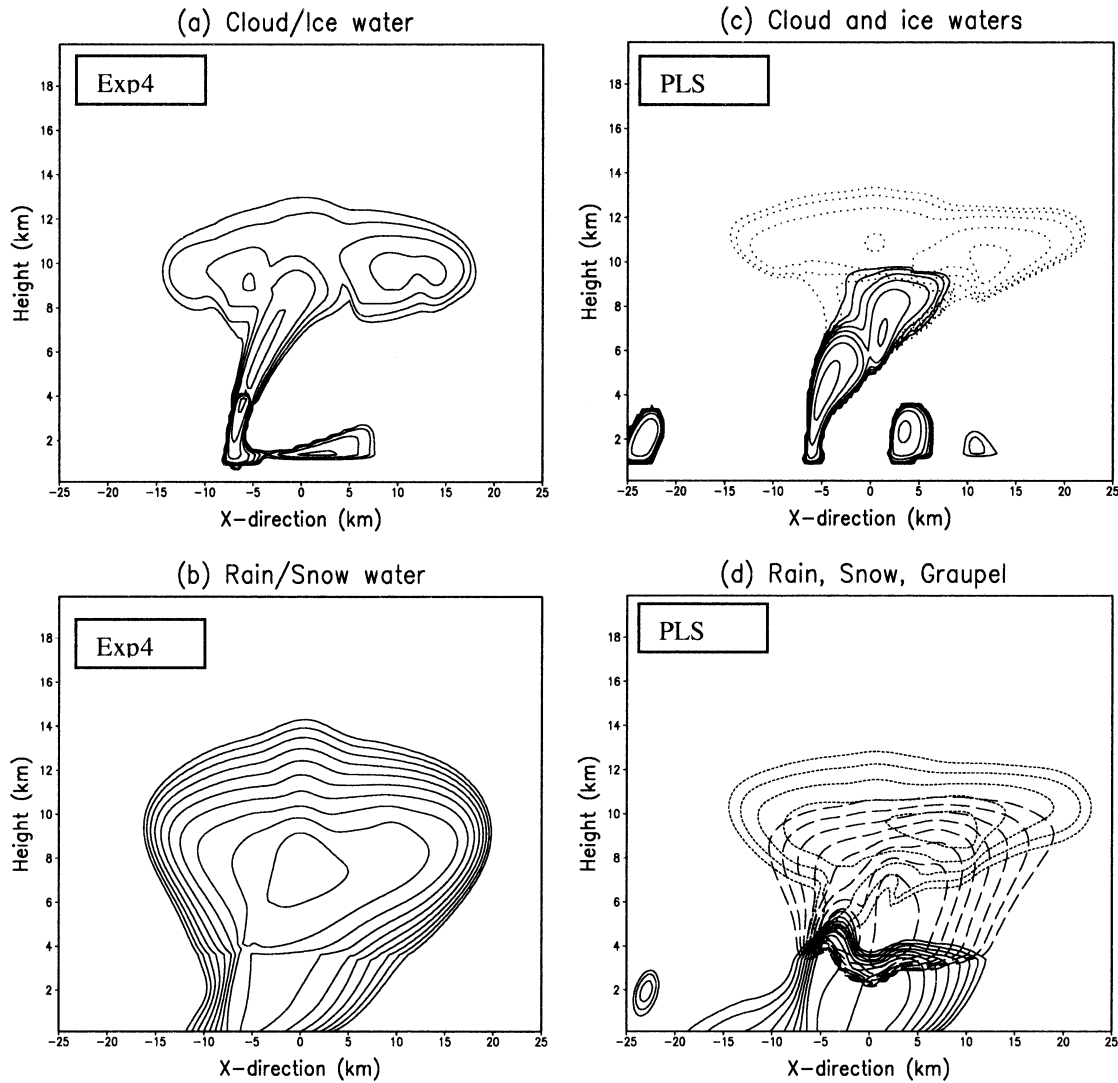 (a) Cloud/Ice water
Exp4
18
16
14
12
10
8
6
4
2
Height (km)
-25 -20 -15 -10 -5 0 5 10 15 20 25
X-direction (km)
(c) Cloud and ice waters
PLS
18
16
14
12
10
8
6
4
2
Height (km)
-25 -20 -15 -10 -5 0 5 10 15 20 25
X-direction (km)
(b) Rain/Snow water
Exp4
18
16
14
12
10
8
6
4
2
Height (km)
-25 -20 -15 -10 -5 0 5 10 15 20 25
X-direction (km)
(d) Rain, Snow, Graupel
PLS
18
16
14
12
10
8
6
4
2
Height (km)
-25 -20 -15 -10 -5 0 5 10 15 20 25
X-direction (km)